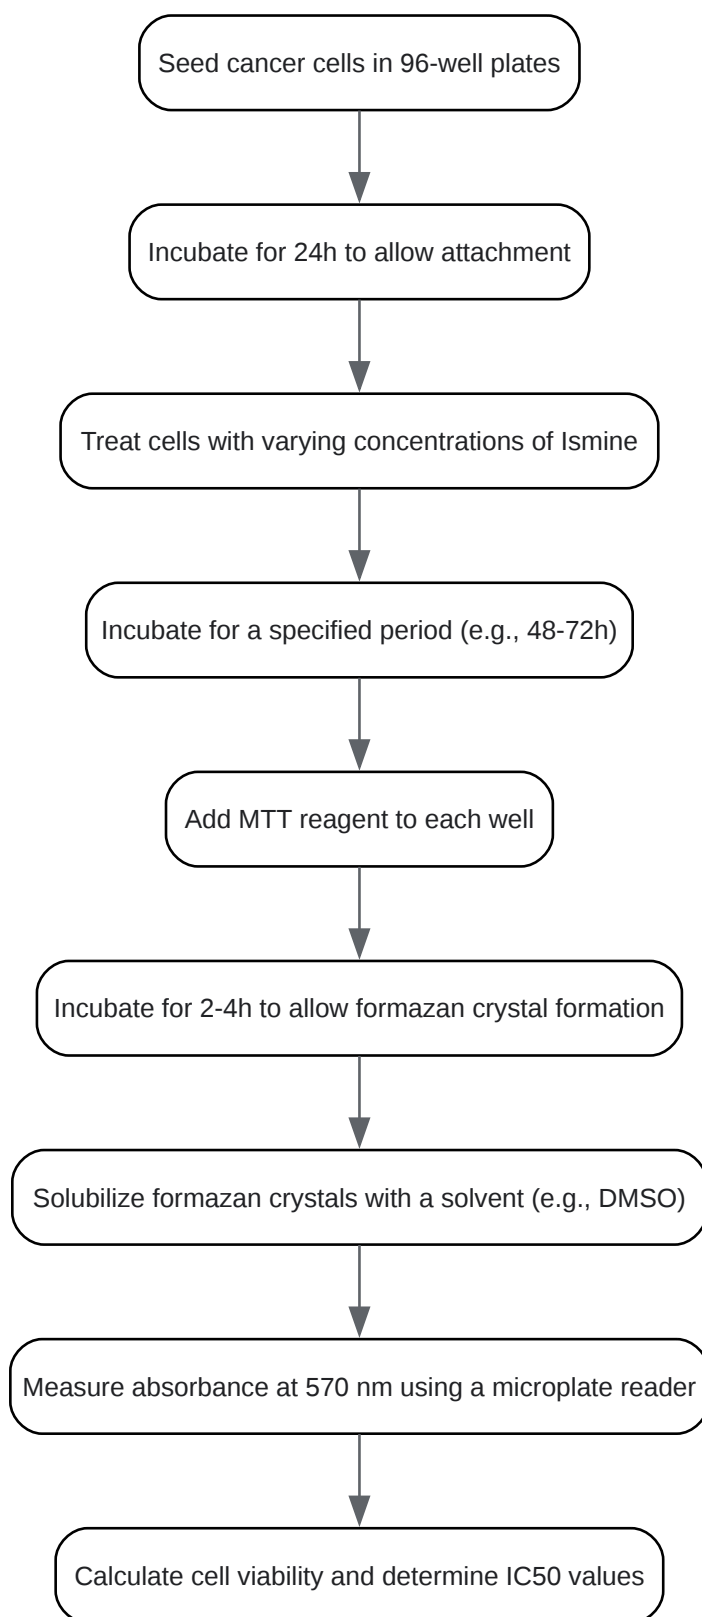 Seed cancer cells in 96-well plates
Incubate for 24h to allow attachment
Treat cells with varying concentrations of Ismine
Incubate for a specified period (e.g., 48-72h)
Add MTT reagent to each well
Incubate for 2-4h to allow formazan crystal formation
Solubilize formazan crystals with a solvent (e.g., DMSO)
Measure absorbance at 570 nm using a microplate reader
Calculate cell viability and determine IC50 values